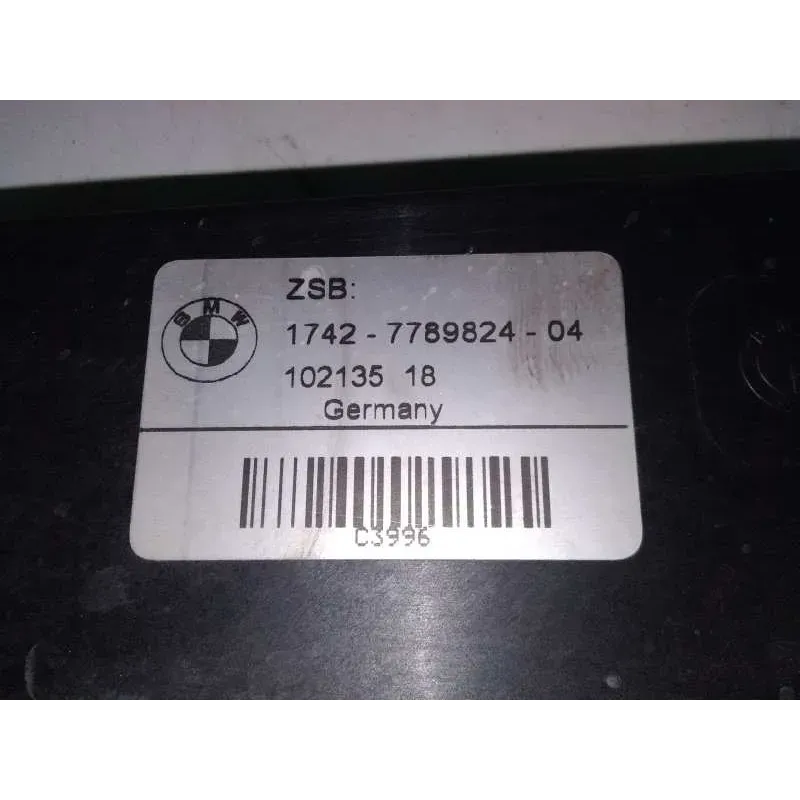 BMW
ZSB:
1742 - 7789824 - 04
102135 18
Germany
C3996